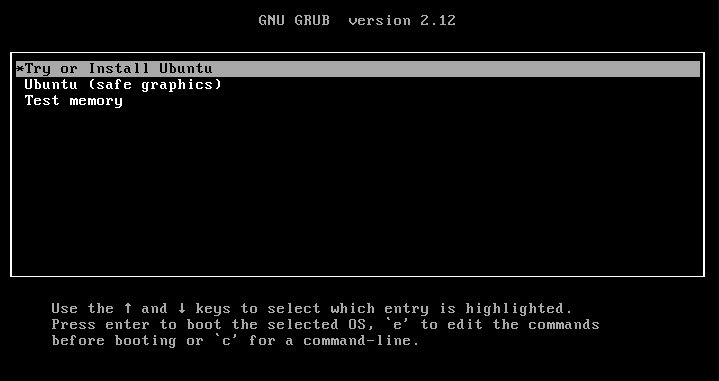 GNU GRUB  version 2.12
*Try or Install Ubuntu
Ubuntu (safe graphics)
Test memory
Use the ↑ and ↓ keys to select which entry is highlighted.
Press enter to boot the selected OS, `e' to edit the commands
before booting or `c' for a command-line.